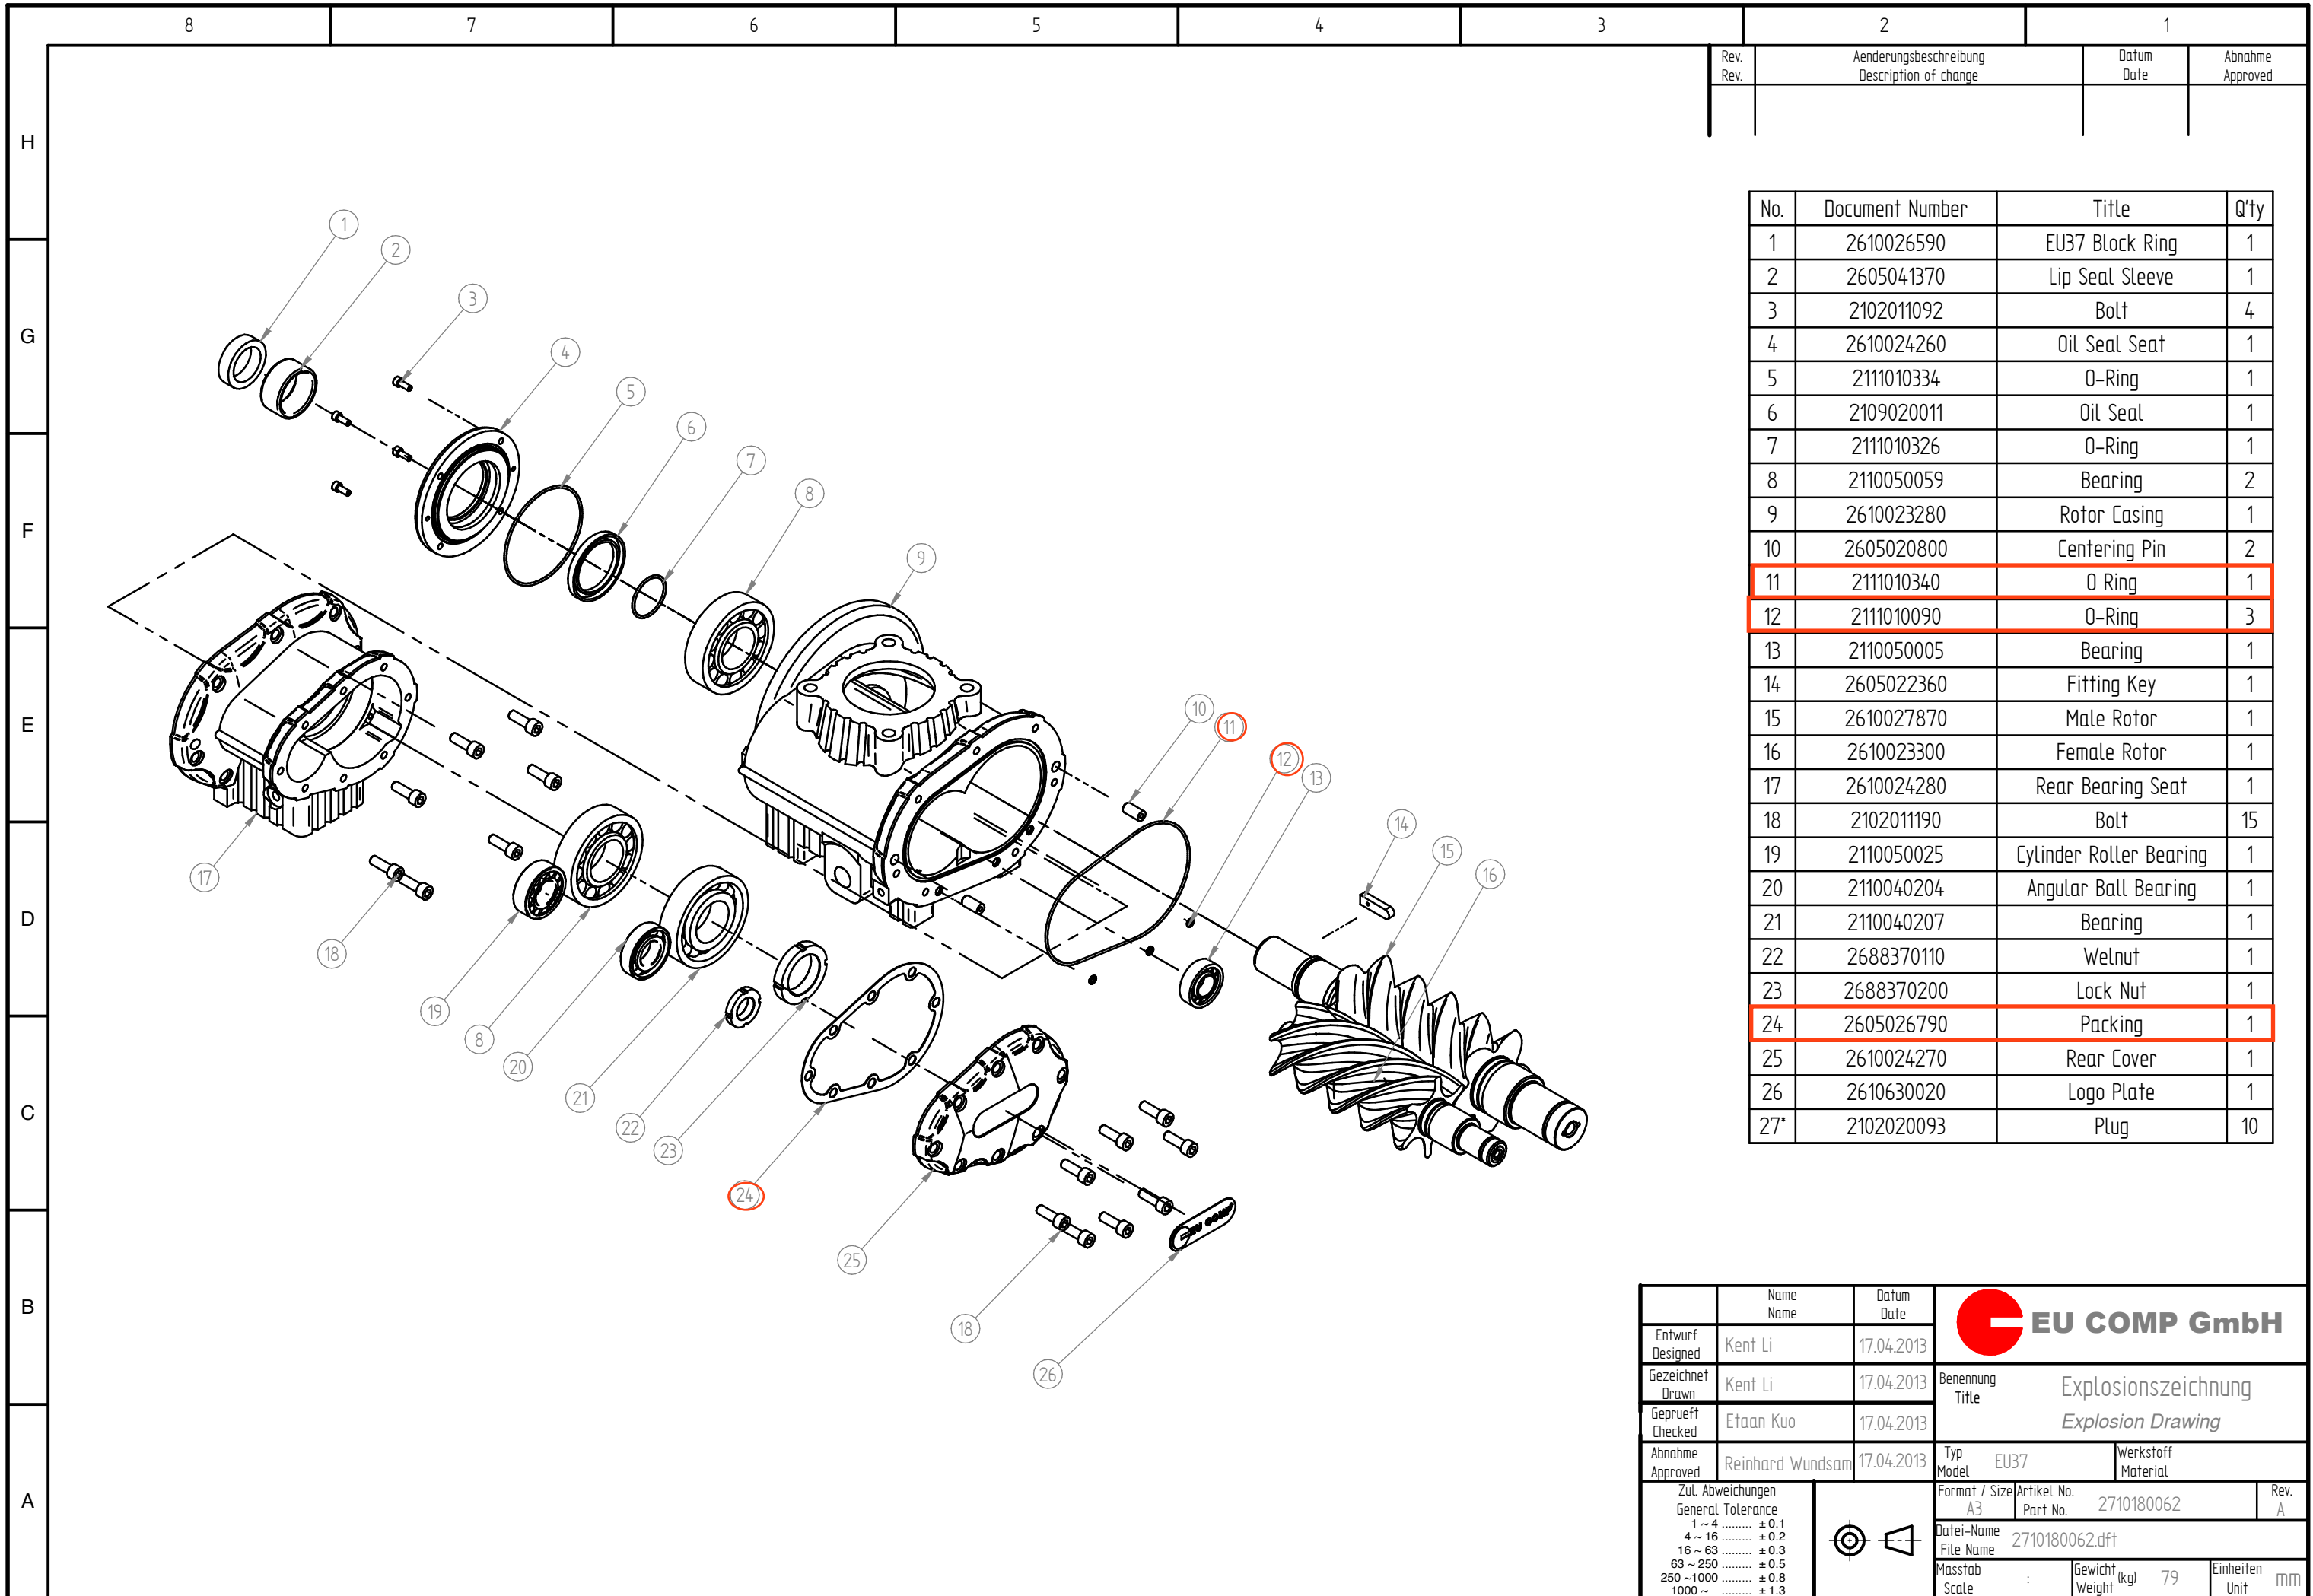 8 7 6 5 4 3 2 1
Rev. Aenderungsbeschreibung Datum Abnahme
Rev. Description of change Date Approved
H
G
F
E
D
C
B
A
No. Document Number Title Q'ty
1 2610026590 EU37 Block Ring 1
2 2605041370 Lip Seal Sleeve 1
3 2102011092 Bolt 4
4 2610024260 Oil Seal Seat 1
5 2111010334 O-Ring 1
6 2109020011 Oil Seal 1
7 2111010326 O-Ring 1
8 2110050059 Bearing 2
9 2610023280 Rotor Casing 1
10 2605020800 Centering Pin 2
11 2111010340 O Ring 1
12 2111010090 O-Ring 3
13 2110050005 Bearing 1
14 2605022360 Fitting Key 1
15 2610027870 Male Rotor 1
16 2610023300 Female Rotor 1
17 2610024280 Rear Bearing Seat 1
18 2102011190 Bolt 15
19 2110050025 Cylinder Roller Bearing 1
20 2110040204 Angular Ball Bearing 1
21 2110040207 Bearing 1
22 2688370110 Welnut 1
23 2688370200 Lock Nut 1
24 2605026790 Packing 1
25 2610024270 Rear Cover 1
26 2610630020 Logo Plate 1
27* 2102020093 Plug 10
1
2
3
4
5
6
7
8
9
10
11
12
13
14
15
16
17
18
19
8
20
21
22
23
24
25
18
26
EU COMP
Name Datum
Name Date
Entwurf
Designed Kent Li 17.04.2013
Gezeichnet
Drawn Kent Li 17.04.2013
Geprueft
Checked Etaan Kuo 17.04.2013
Abnahme
Approved Reinhard Wundsam 17.04.2013
EU COMP GmbH
Benennung
Title
Explosionszeichnung
Explosion Drawing
Typ
Model EU37
Werkstoff
Material
Format / Size
A3
Artikel No.
Part No. 2710180062
Rev.
A
Datei-Name
File Name 2710180062.dft
Masstab
Scale :
Gewicht
Weight (kg) 79
Einheiten
Unit mm
Zul. Abweichungen
General Tolerance
1 ~ 4 ......... ± 0.1
4 ~ 16 ......... ± 0.2
16 ~ 63 ......... ± 0.3
63 ~ 250 ......... ± 0.5
250 ~1000 ......... ± 0.8
1000 ~ ......... ± 1.3